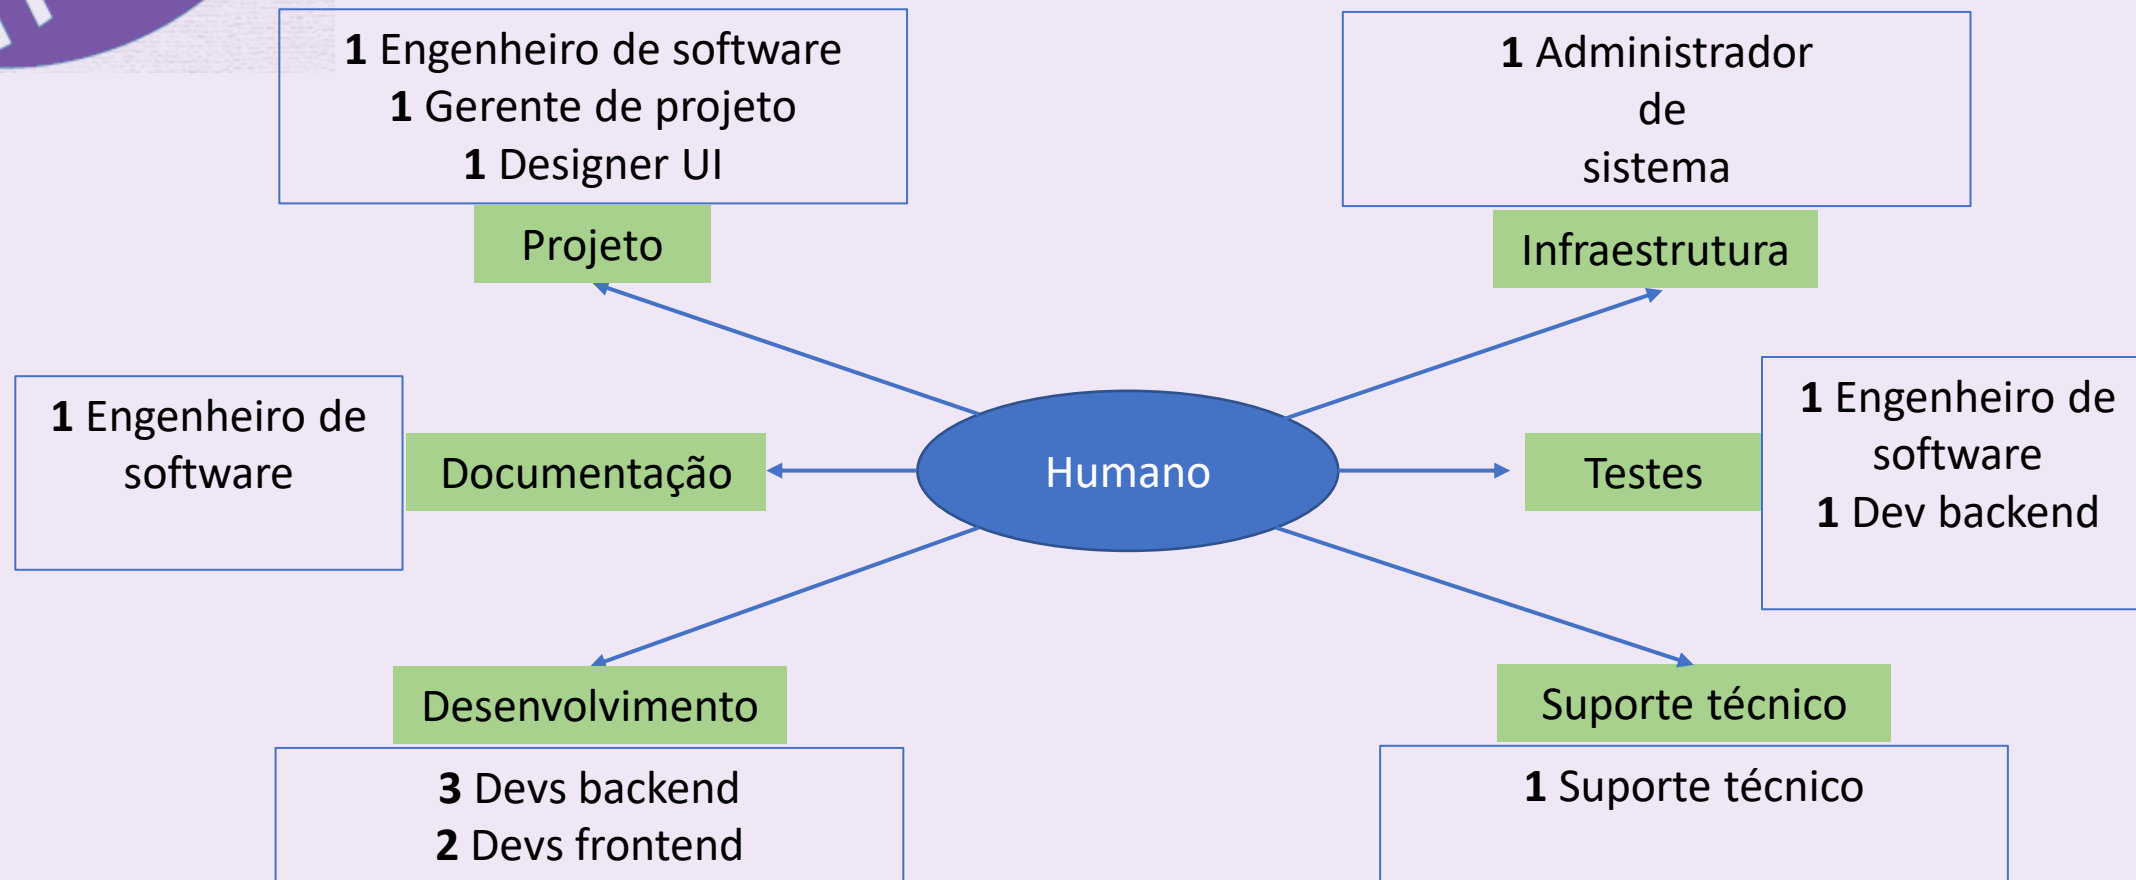 1 Engenheiro de software
1 Gerente de projeto
1 Designer UI
Projeto
1 Administrador
de
sistema
Infraestrutura
1 Engenheiro de
software
Documentação
Humano
Testes
1 Engenheiro de
software
1 Dev backend
Desenvolvimento
3 Devs backend
2 Devs frontend
Suporte técnico
1 Suporte técnico